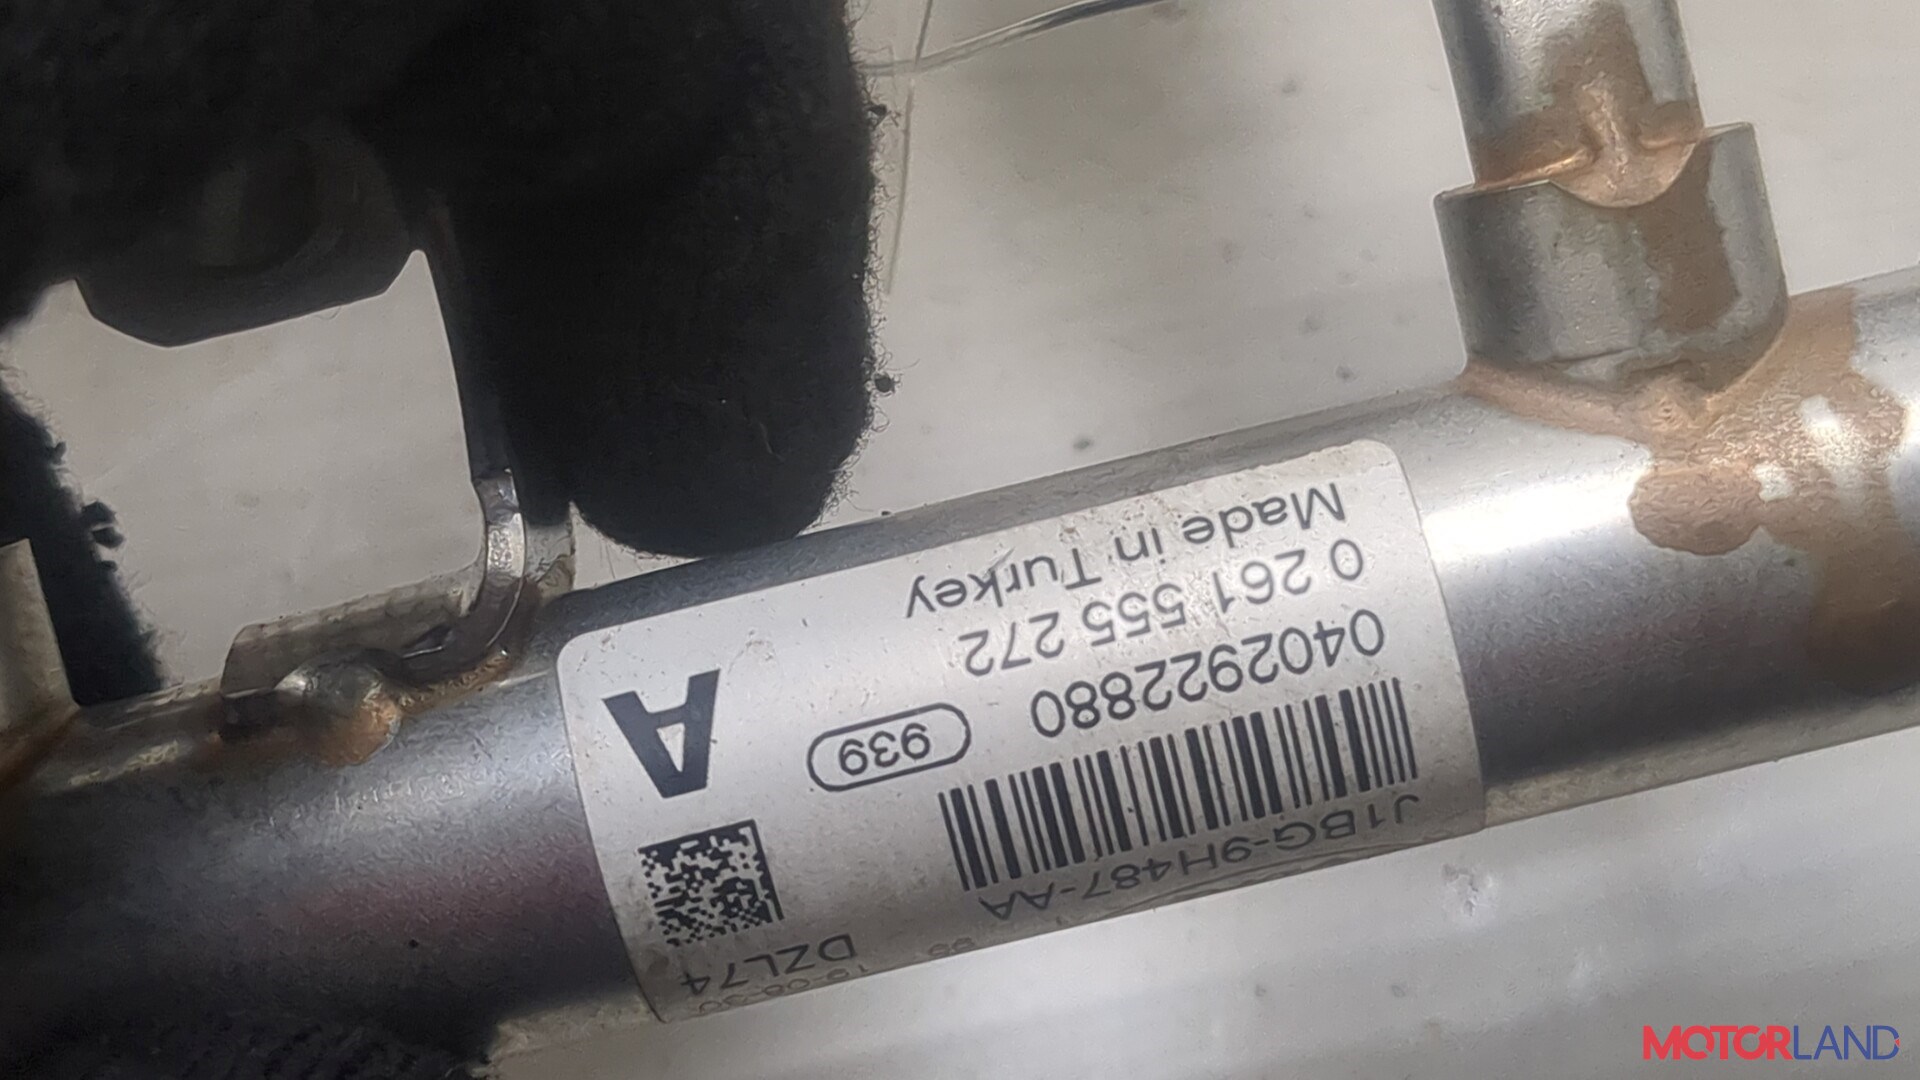 Made in Turkey
0 261 555 272
0402922880
939
A
J1BG-9H487-AA
DZL74
MOTORLAND